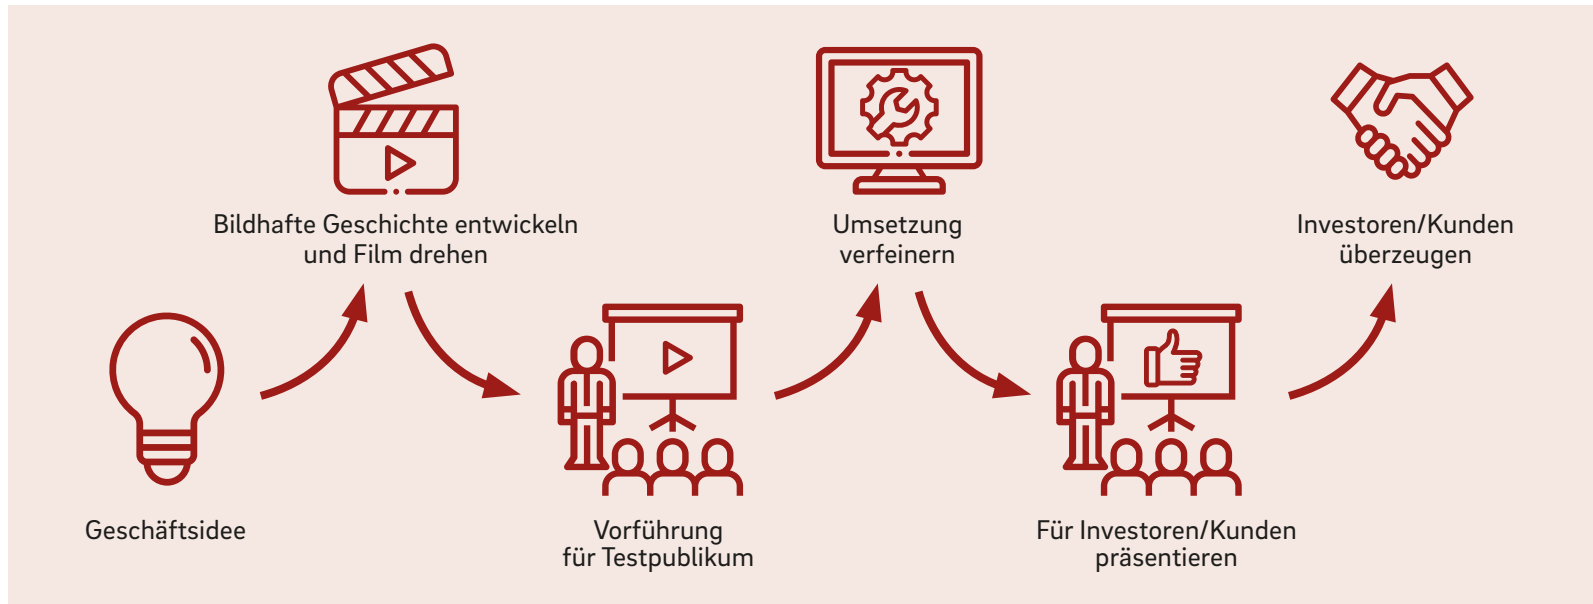 Bildhafte Geschichte entwickeln
und Film drehen
Umsetzung
verfeinern
Investoren/Kunden
überzeugen
Geschäftsidee
Vorführung
für Testpublikum
Für Investoren/Kunden
präsentieren